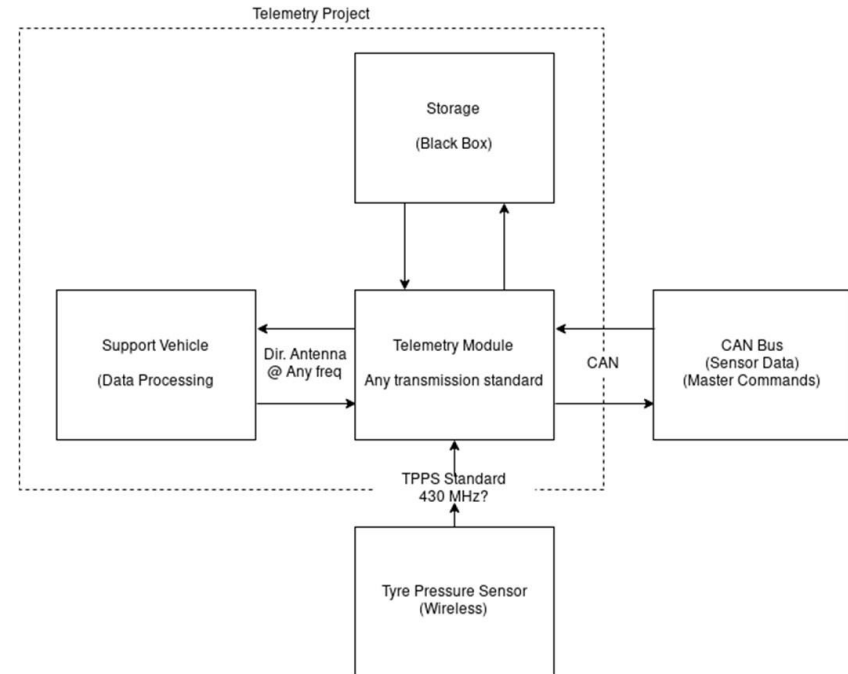 Telemetry Project
Storage
(Black Box)
Support Vehicle
(Data Processing
Dir. Antenna
@ Any freq
Telemetry Module
Any transmission standard
CAN
CAN Bus
(Sensor Data)
(Master Commands)
TPPS Standard
430 MHz?
Tyre Pressure Sensor
(Wireless)